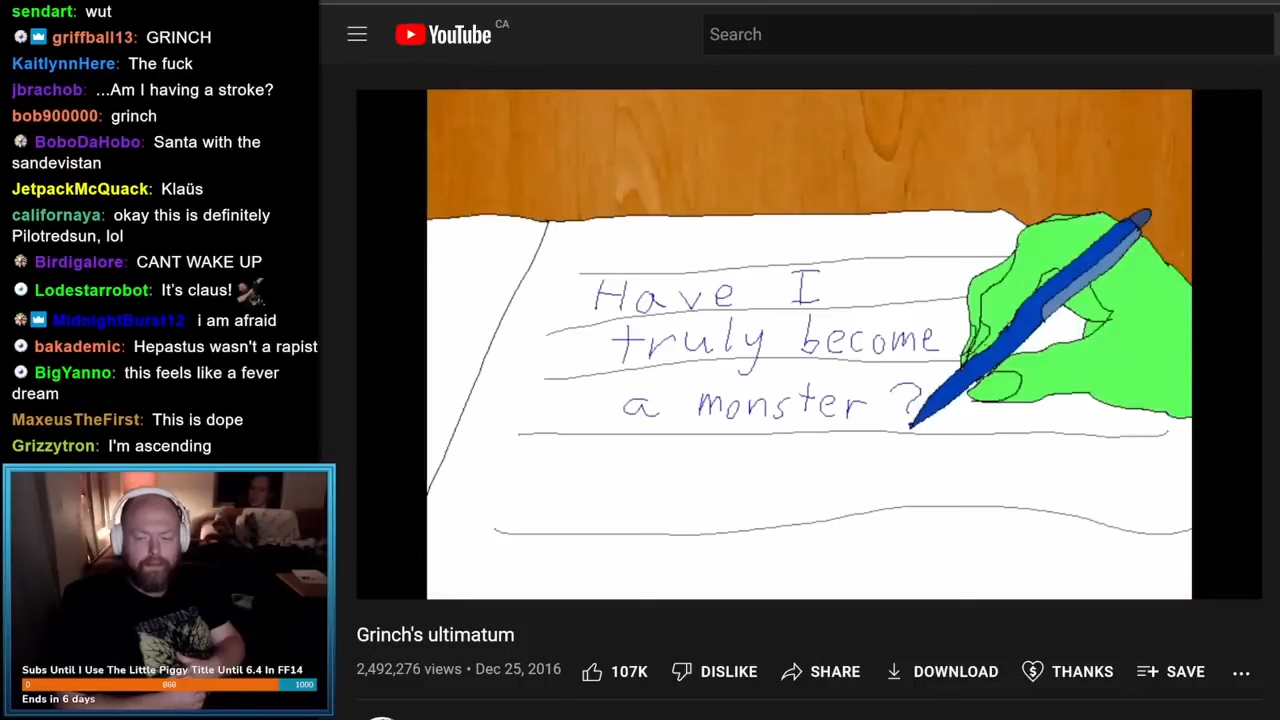 sendart: wut
griffball13: GRINCH
KaitlynnHere: The fuck
jbrachob: ...Am I having a stroke?
bob900000: grinch
BoboDaHobo: Santa with the
sandevistan
JetpackMcQuack: Klaüs
californaya: okay this is definitely
Pilotredsun, lol
Birdigalore: CANT WAKE UP
Lodestarrobot: It's claus!
MidnightBurst12: i am afraid
bakademic: Hepastus wasn't a rapist
BigYanno: this feels like a fever
dream
MaxeusTheFirst: This is dope
Grizzytron: I'm ascending
Subs Until I Use The Little Piggy Title Until 6.4 In FF14
0 868 1000
Ends in 6 days
YouTube CA
Search
Have I
truly become
a monster?
Grinch's ultimatum
2,492,276 views • Dec 25, 2016
107K DISLIKE SHARE DOWNLOAD THANKS SAVE ...